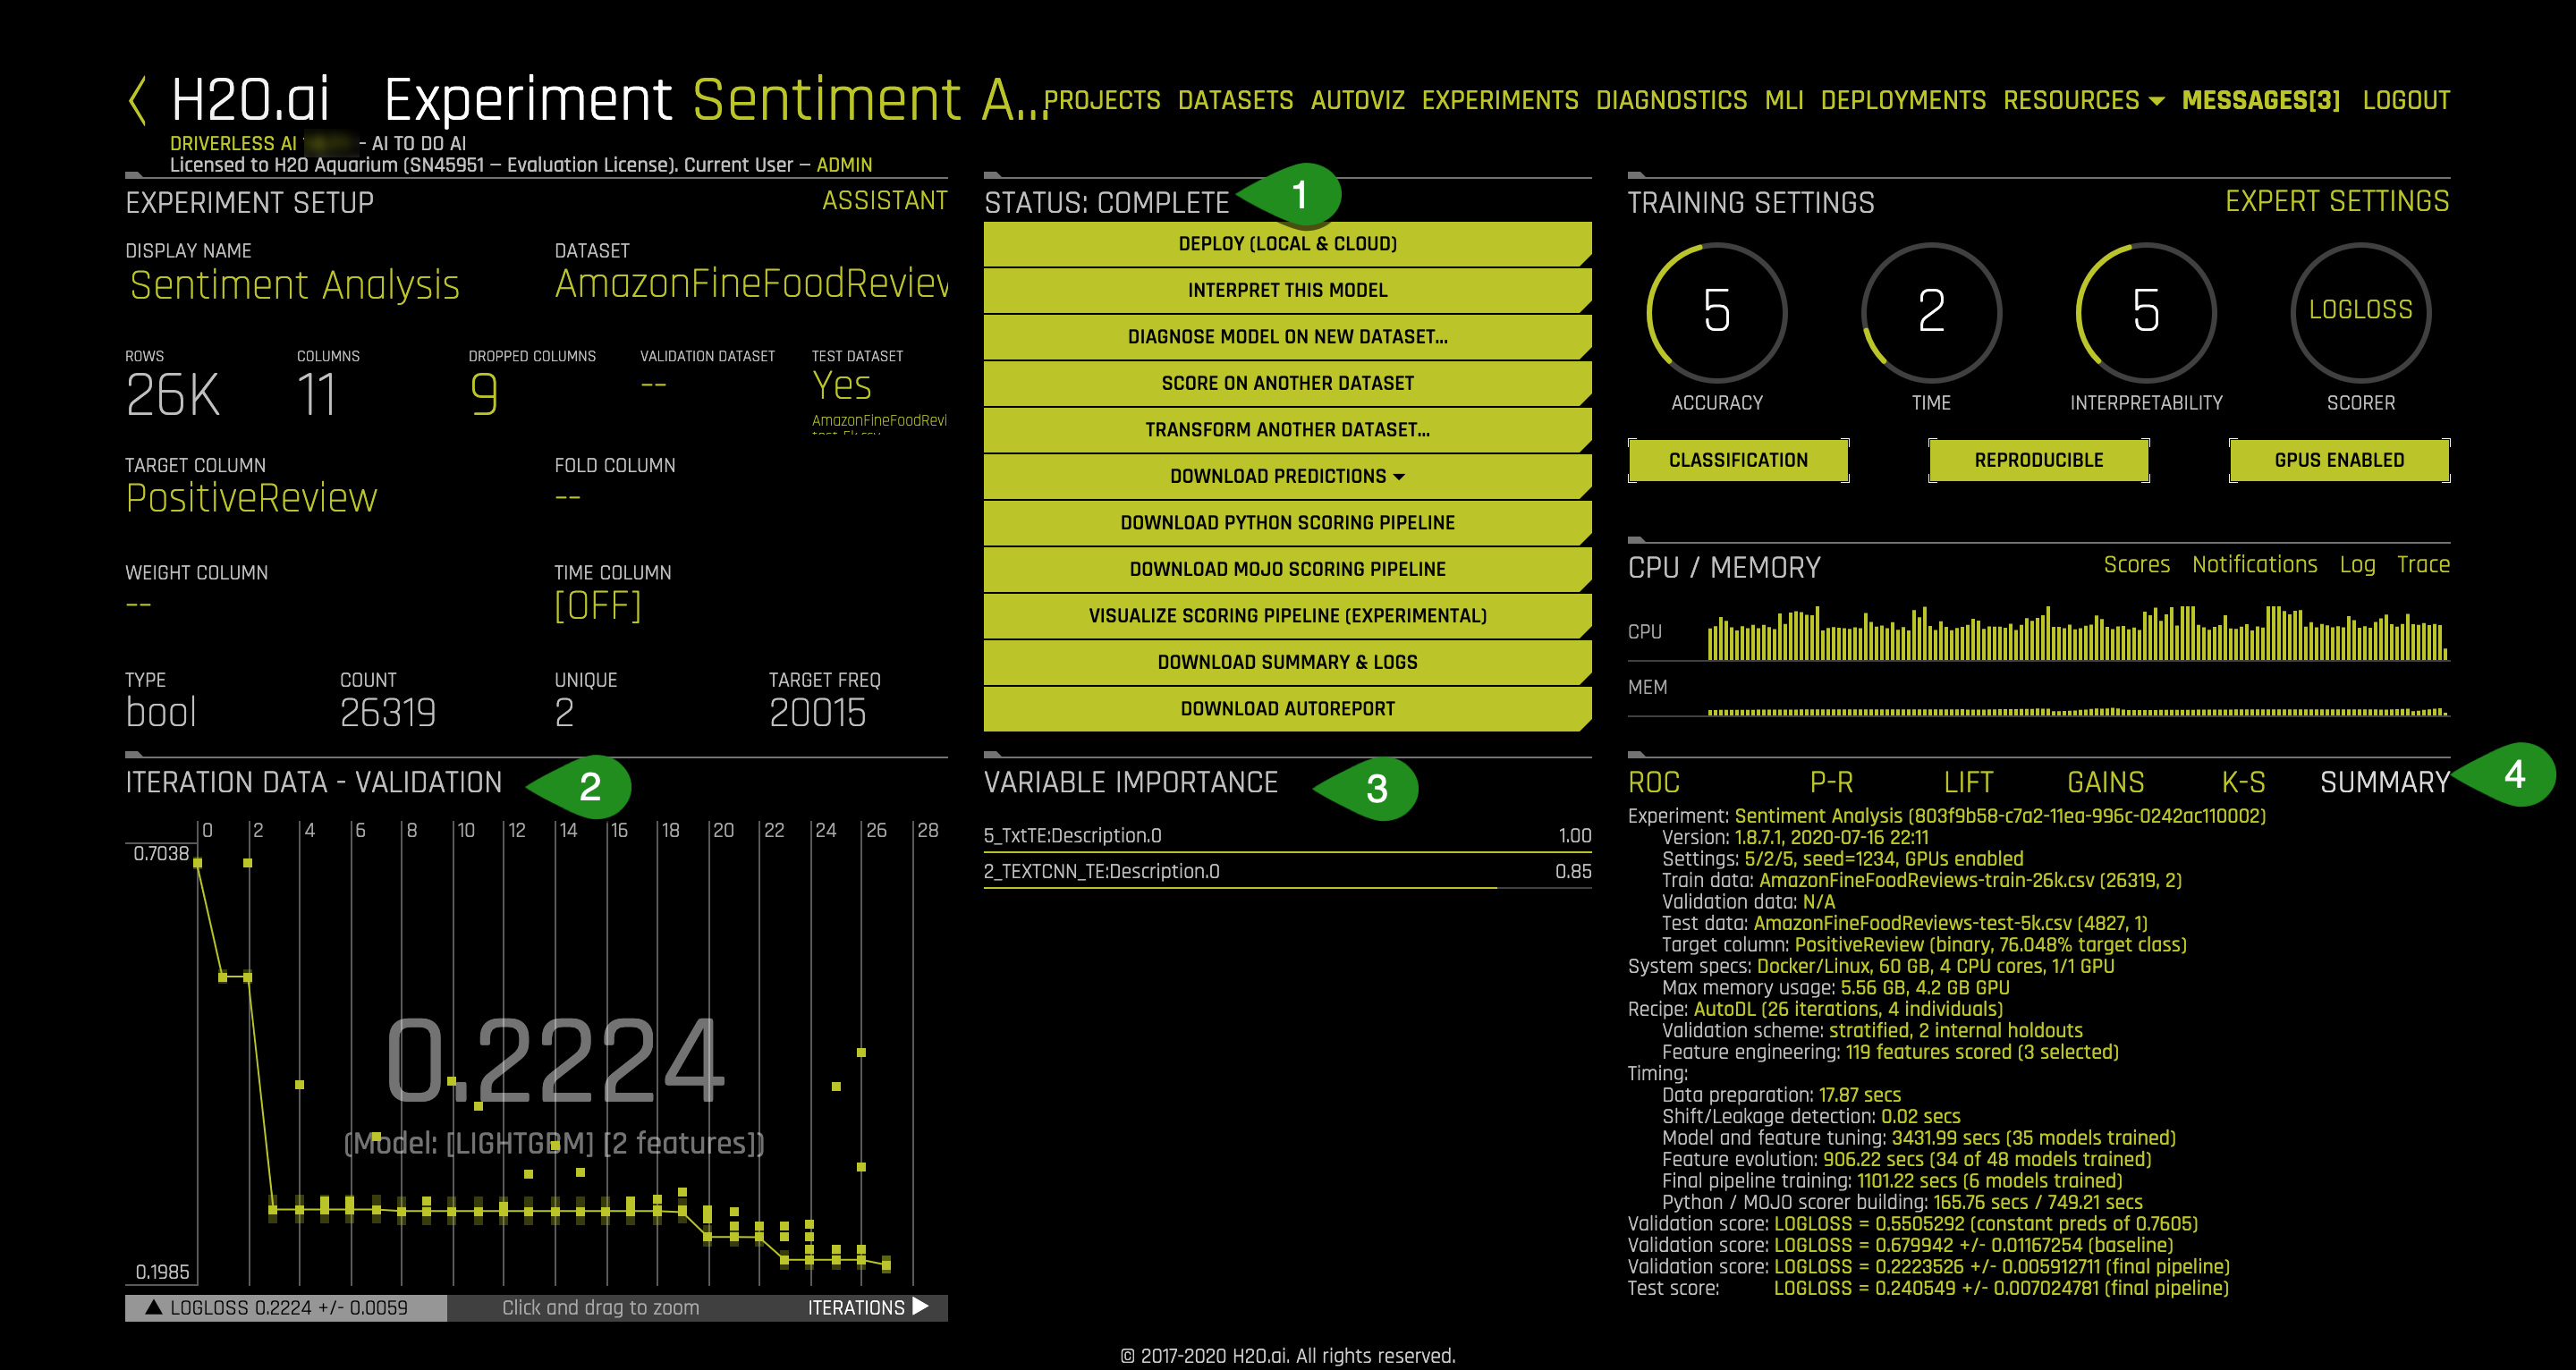 H2O.ai Experiment Sentiment A... PROJECTS DATASETS AUTOVIZ EXPERIMENTS DIAGNOSTICS MLI DEPLOYMENTS RESOURCES MESSAGES[3] LOGOUT
DRIVERLESS AI - AI TO DO AI
Licensed to H2O Aquarium (SN45951 – Evaluation License). Current User – ADMIN
EXPERIMENT SETUP ASSISTANT
DISPLAY NAME DATASET
Sentiment Analysis AmazonFineFoodReview
ROWS COLUMNS DROPPED COLUMNS VALIDATION DATASET TEST DATASET
26K 11 9 -- Yes
AmazonFineFoodRevi
TARGET COLUMN FOLD COLUMN
PositiveReview --
WEIGHT COLUMN TIME COLUMN
-- [OFF]
TYPE COUNT UNIQUE TARGET FREQ
bool 26319 2 20015
STATUS: COMPLETE 1
DEPLOY (LOCAL & CLOUD)
INTERPRET THIS MODEL
DIAGNOSE MODEL ON NEW DATASET...
SCORE ON ANOTHER DATASET
TRANSFORM ANOTHER DATASET...
DOWNLOAD PREDICTIONS
DOWNLOAD PYTHON SCORING PIPELINE
DOWNLOAD MOJO SCORING PIPELINE
VISUALIZE SCORING PIPELINE (EXPERIMENTAL)
DOWNLOAD SUMMARY & LOGS
DOWNLOAD AUTOREPORT
TRAINING SETTINGS EXPERT SETTINGS
5 2 5 LOGLOSS
ACCURACY TIME INTERPRETABILITY SCORER
CLASSIFICATION REPRODUCIBLE GPUS ENABLED
CPU / MEMORY Scores Notifications Log Trace
CPU
MEM
ITERATION DATA - VALIDATION 2
0 2 4 6 8 10 12 14 16 18 20 22 24 26 28
0.7038
0.2224
(Model: [LIGHTGBM] [2 features])
0.1985
LOGLOSS 0.2224 +/- 0.0059 Click and drag to zoom ITERATIONS
VARIABLE IMPORTANCE 3
5_TxtTE:Description.0 1.00
2_TEXTCNN_TE:Description.0 0.85
ROC P-R LIFT GAINS K-S SUMMARY 4
Experiment: Sentiment Analysis (803f9b58-c7a2-11ea-996c-0242ac110002)
Version: 1.8.7.1, 2020-07-16 22:11
Settings: 5/2/5, seed=1234, GPUs enabled
Train data: AmazonFineFoodReviews-train-26k.csv (26319, 2)
Validation data: N/A
Test data: AmazonFineFoodReviews-test-5k.csv (4827, 1)
Target column: PositiveReview (binary, 76.048% target class)
System specs: Docker/Linux, 60 GB, 4 CPU cores, 1/1 GPU
Max memory usage: 5.56 GB, 4.2 GB GPU
Recipe: AutoDL (26 iterations, 4 individuals)
Validation scheme: stratified, 2 internal holdouts
Feature engineering: 119 features scored (3 selected)
Timing:
Data preparation: 17.87 secs
Shift/Leakage detection: 0.02 secs
Model and feature tuning: 3431.99 secs (35 models trained)
Feature evolution: 906.22 secs (34 of 48 models trained)
Final pipeline training: 1101.22 secs (6 models trained)
Python / MOJO scorer building: 165.76 secs / 749.21 secs
Validation score: LOGLOSS = 0.5505292 (constant preds of 0.7605)
Validation score: LOGLOSS = 0.679942 +/- 0.01167254 (baseline)
Validation score: LOGLOSS = 0.2223526 +/- 0.005912711 (final pipeline)
Test score: LOGLOSS = 0.240549 +/- 0.007024781 (final pipeline)
© 2017-2020 H2O.ai. All rights reserved.